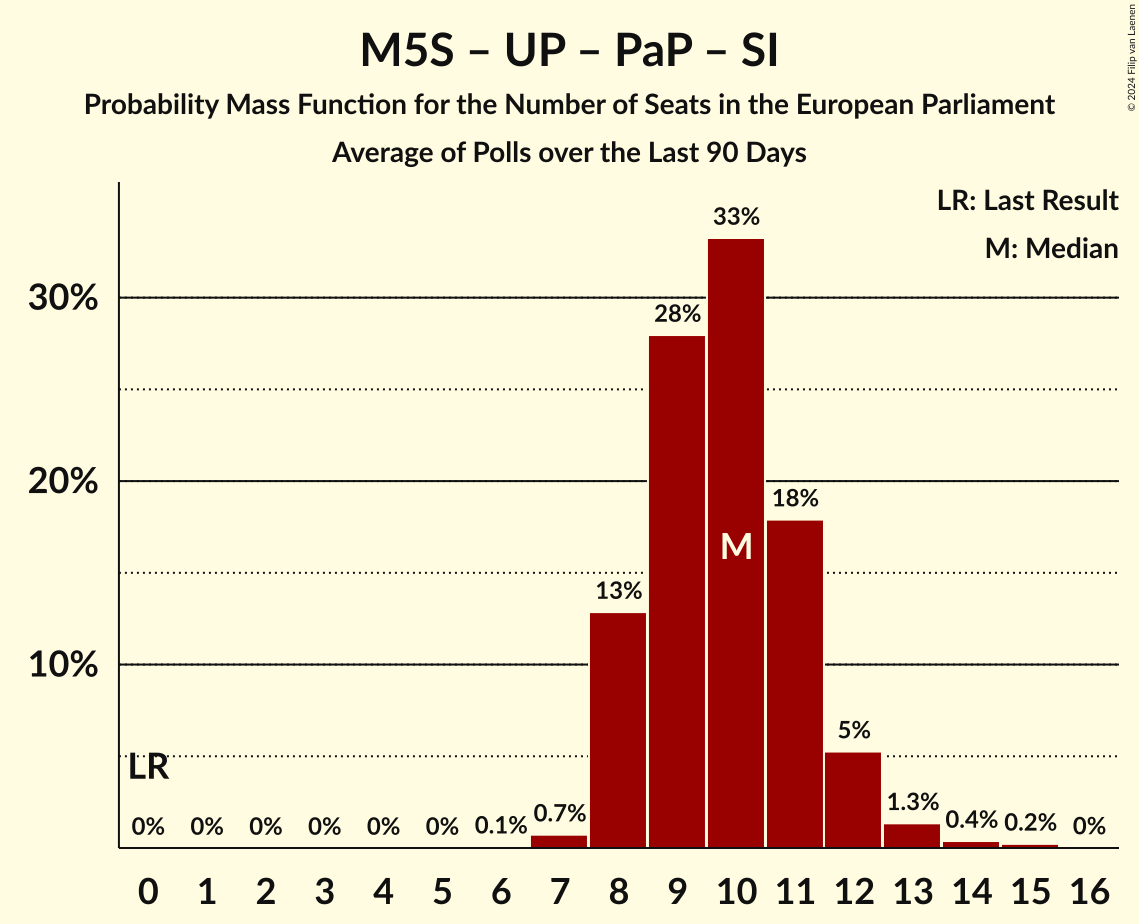 M5S – UP – PaP – SI
Probability Mass Function for the Number of Seats in the European Parliament
Average of Polls over the Last 90 Days
© 2024 Filip van Laenen
LR: Last Result
M: Median
30%
20%
10%
LR
M
0% 0% 0% 0% 0% 0% 0.1% 0.7% 13% 28% 33% 18% 5% 1.3% 0.4% 0.2% 0%
0 1 2 3 4 5 6 7 8 9 10 11 12 13 14 15 16